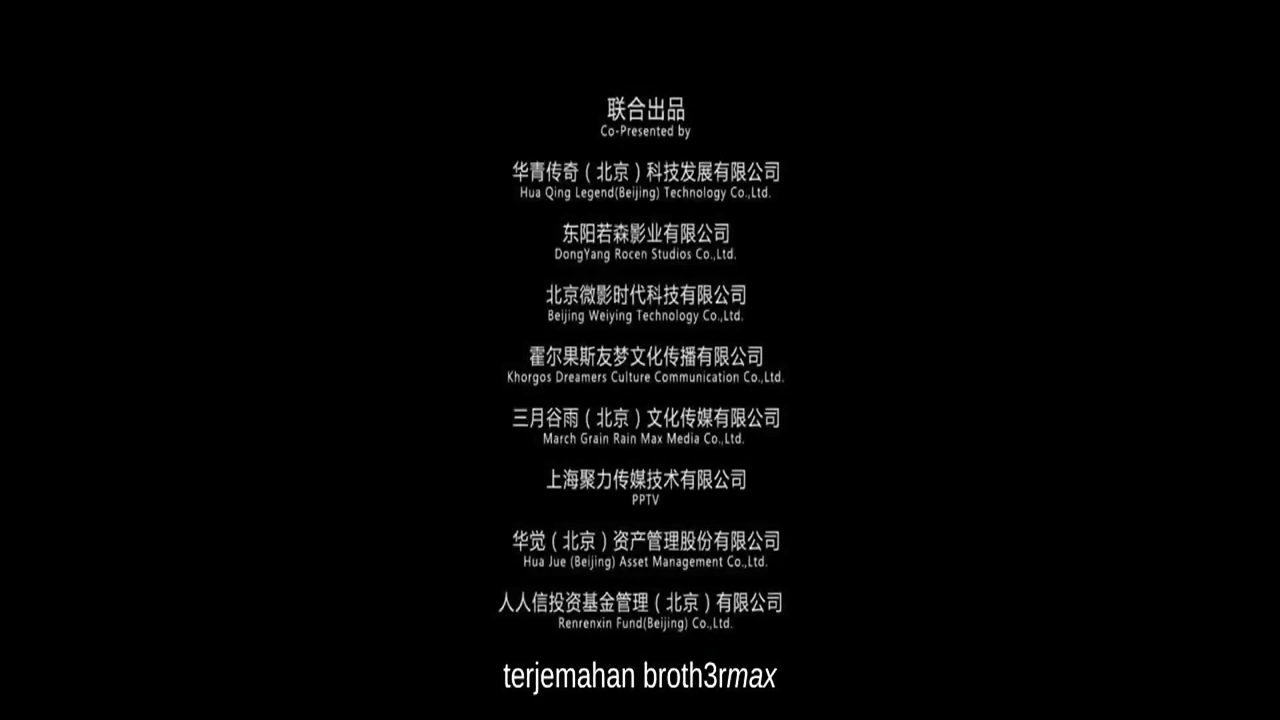 联合出品
Co-Presented by
华青传奇（北京）科技发展有限公司
Hua Qing Legend(Beijing) Technology Co.,Ltd.
东阳若森影业有限公司
DongYang Rocen Studios Co.,Ltd.
北京微影时代科技有限公司
Beijing Weiying Technology Co.,Ltd.
霍尔果斯友梦文化传播有限公司
Khorgos Dreamers Culture Communication Co.,Ltd.
三月谷雨（北京）文化传媒有限公司
March Grain Rain Max Media Co.,Ltd.
上海聚力传媒技术有限公司
PPTV
华觉（北京）资产管理股份有限公司
Hua Jue (Beijing) Asset Management Co.,Ltd.
人人信投资基金管理（北京）有限公司
Renrenxin Fund(Beijing) Co.,Ltd.
terjemahan broth3rmax